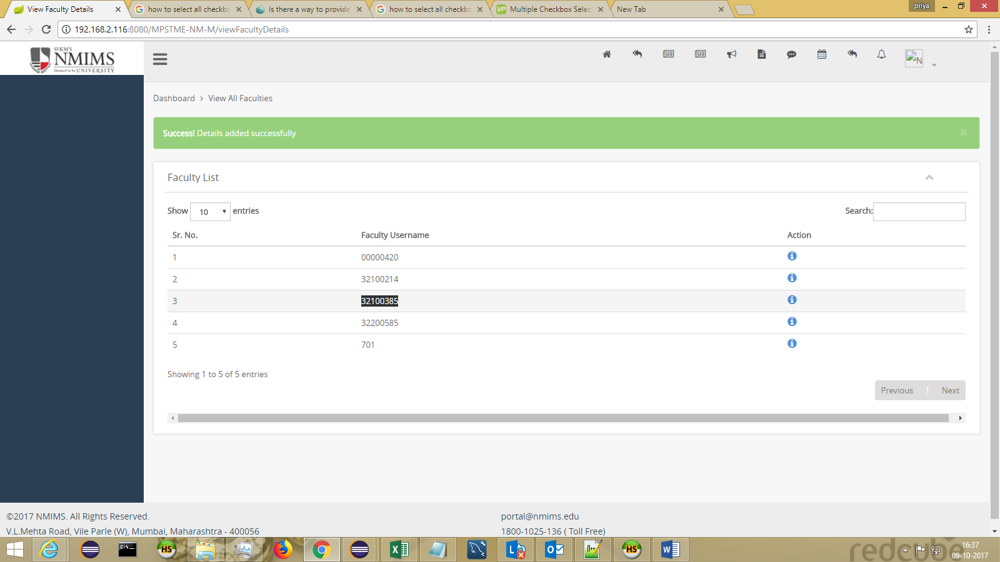 View Faculty Details
how to select all checkbo
Is there a way to provide
how to select all checkbo
VP Multiple Checkbox Select
New Tab
priya
192.168.2.116:8080/MPSTME-NM-M/viewFacultyDetails
SVKM'S
NMIMS
Deemed to be UNIVERSITY
N
Dashboard > View All Faculties
Success! Details added successfully ×
Faculty List
Show 10 entries
Search:
Sr. No. Faculty Username Action
1 00000420
2 32100214
3 32100385
4 32200585
5 701
Showing 1 to 5 of 5 entries
Previous 1 Next
©2017 NMIMS. All Rights Reserved.
V.L.Mehta Road, Vile Parle (W), Mumbai, Maharashtra - 400056
portal@nmims.edu
1800-1025-136 ( Toll Free)
redcube
16:37
09-10-2017